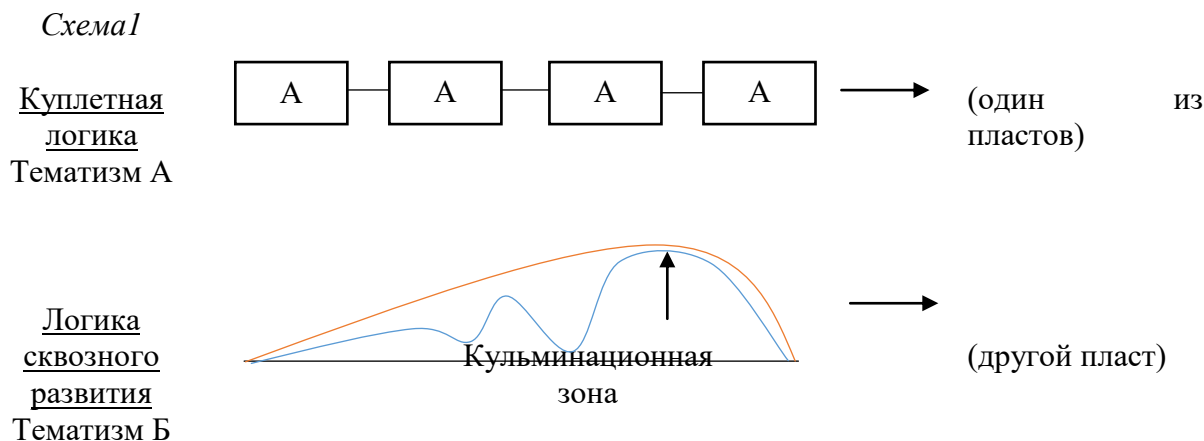 Схема1
Куплетная
логика
Тематизм А
А А А А
(один из
пластов)
Логика
сквозного
развития
Тематизм Б
Кульминационная
зона
(другой пласт)